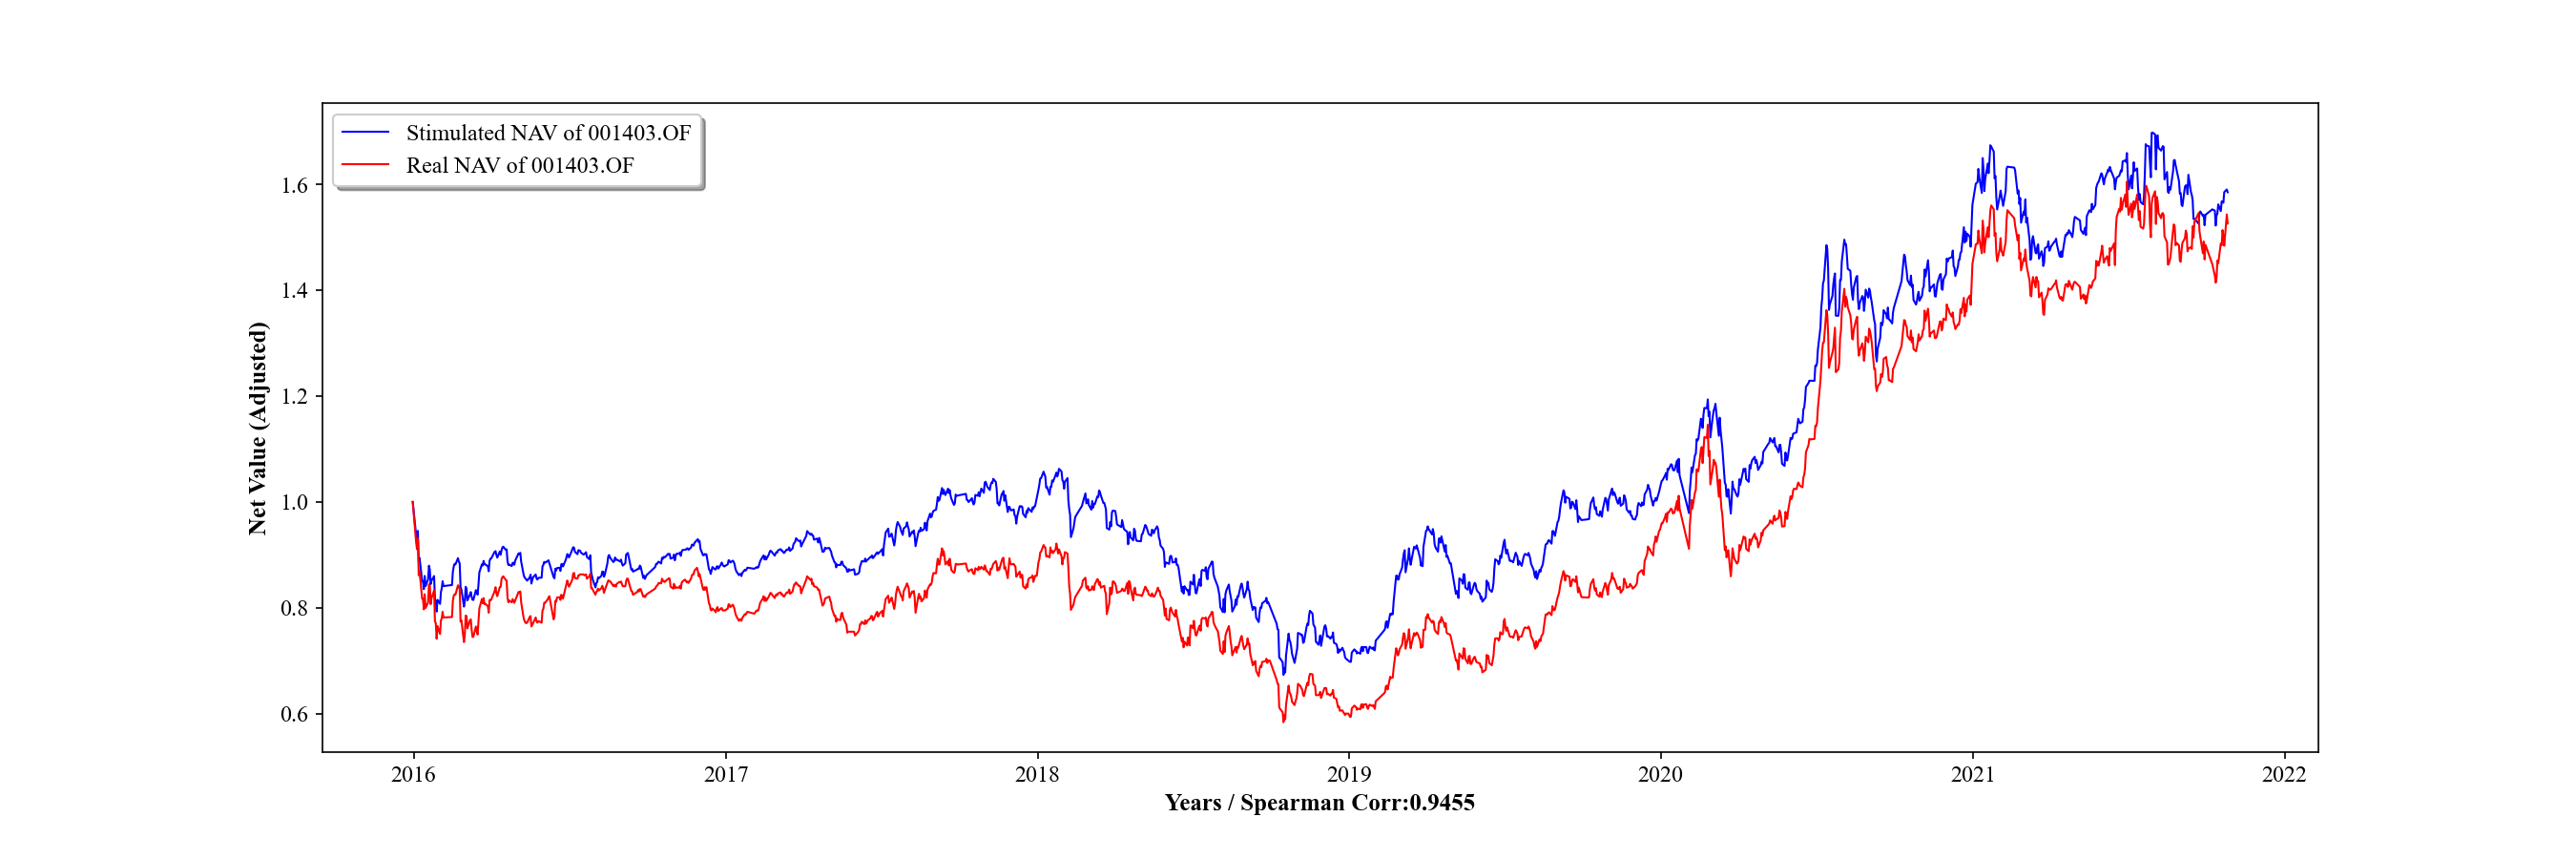 Stimulated NAV of 001403.OF
Real NAV of 001403.OF
Net Value (Adjusted)
1.6
1.4
1.2
1.0
0.8
0.6
2016 2017 2018 2019 2020 2021 2022
Years / Spearman Corr:0.9455